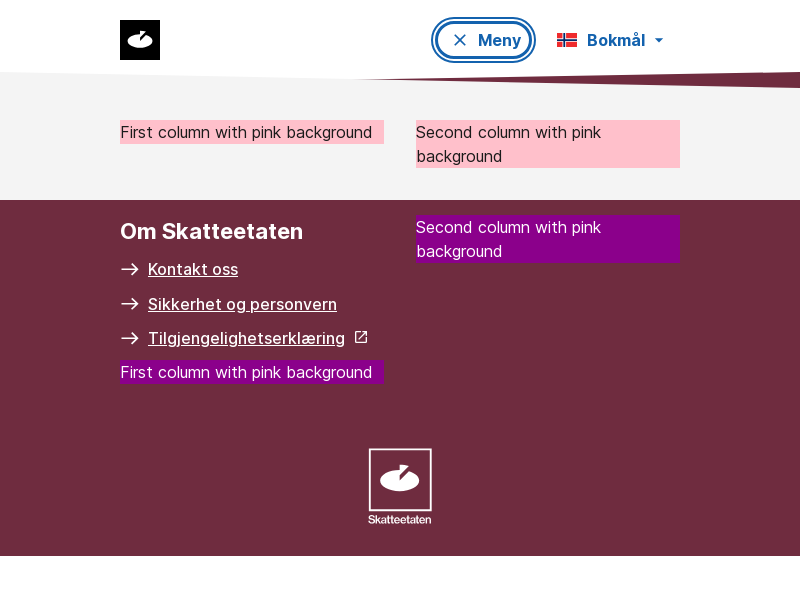 Meny
Bokmål
First column with pink background
Second column with pink
background
Om Skatteetaten
Kontakt oss
Sikkerhet og personvern
Tilgjengelighetserklæring
First column with pink background
Second column with pink
background
Skatteetaten